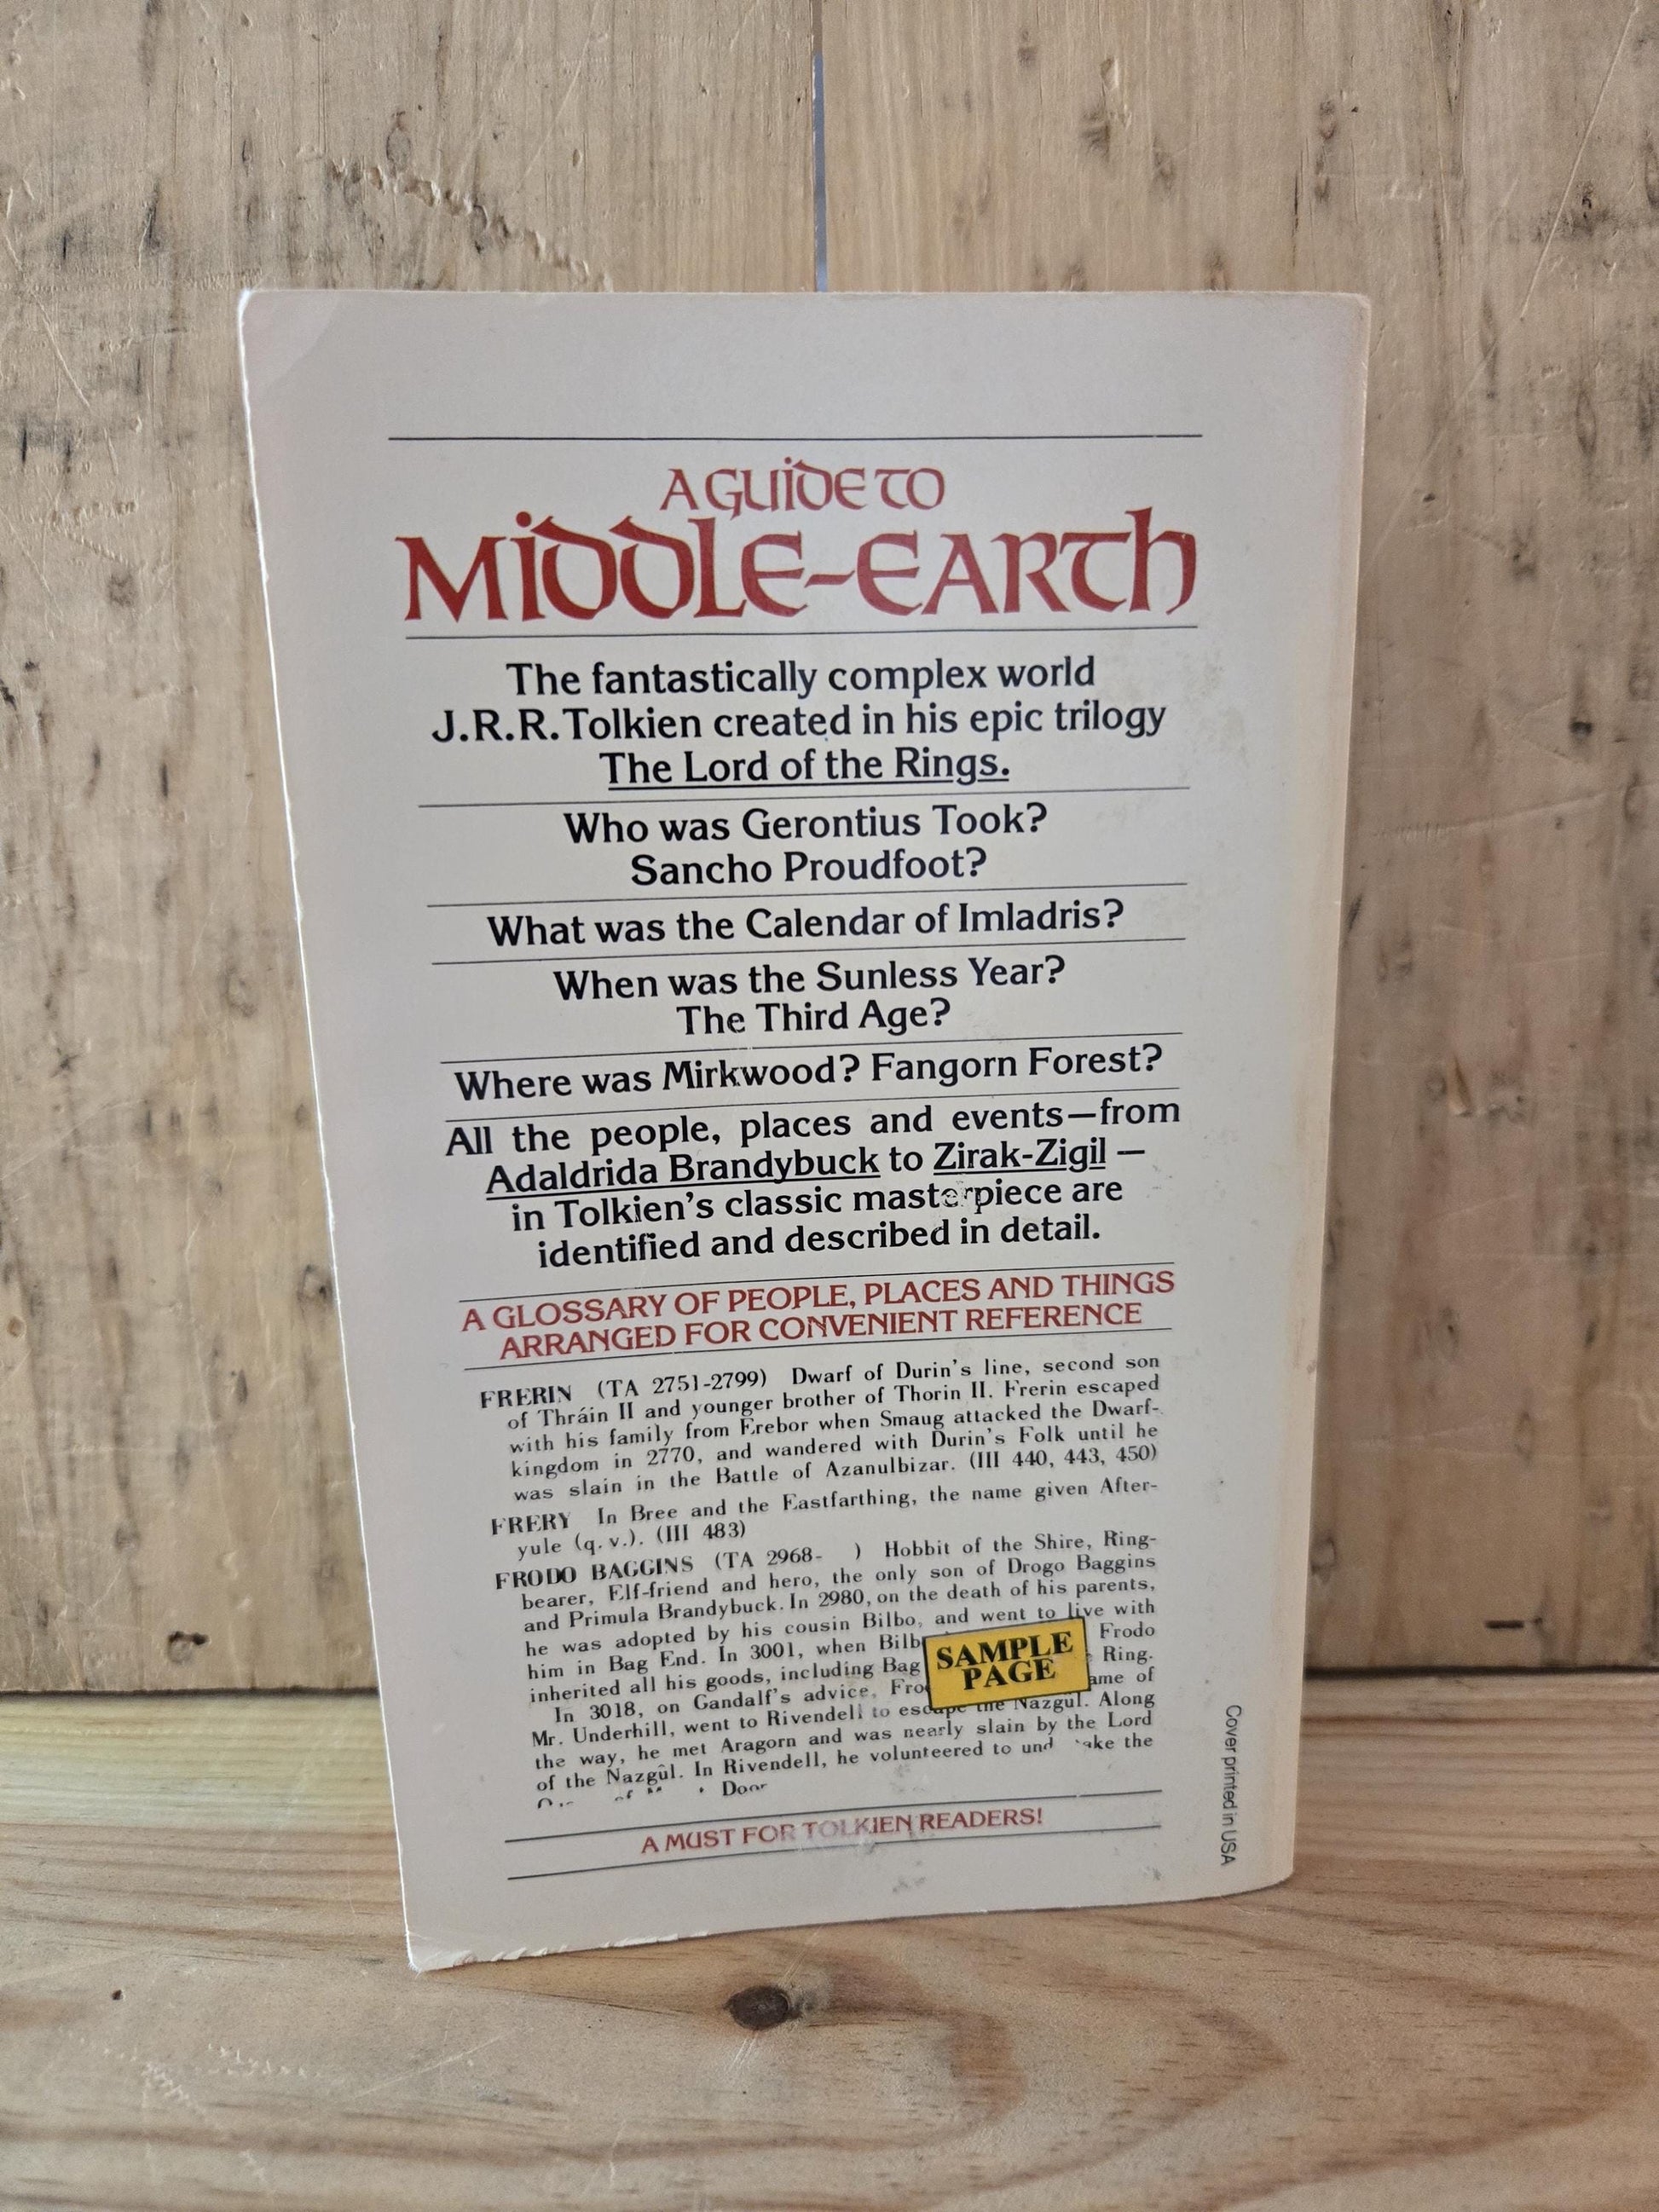 A GUIDE TO
MIDDLE-EARTH
The fantastically complex world
J.R.R. Tolkien created in his epic trilogy
The Lord of the Rings.
Who was Gerontius Took?
Sancho Proudfoot?
What was the Calendar of Imladris?
When was the Sunless Year?
The Third Age?
Where was Mirkwood? Fangorn Forest?
All the people, places and events—from
Adaldrida Brandybuck to Zirak-Zigil —
in Tolkien's classic masterpiece are
identified and described in detail.
A GLOSSARY OF PEOPLE, PLACES AND THINGS
ARRANGED FOR CONVENIENT REFERENCE
FRERIN (TA 2751-2799) Dwarf of Durin's line, second son
of Thráin II and younger brother of Thorin II. Frerin escaped
with his family from Erebor when Smaug attacked the Dwarf-
kingdom in 2770, and wandered with Durin's Folk until he
was slain in the Battle of Azanulbizar. (III 440, 443, 450)
FRERY In Bree and the Eastfarthing, the name given After-
yule (q.v.). (III 483)
FRODO BAGGINS (TA 2968- ) Hobbit of the Shire, Ring-
bearer, Elf-friend and hero, the only son of Drogo Baggins
and Primula Brandybuck. In 2980, on the death of his parents,
he was adopted by his cousin Bilbo, and went to live with
him in Bag End. In 3001, when Frodo
inherited all his goods, including Bag Ring.
In 3018, on Gandalf's advice, of
Mr. Underhill, went to Rivendell to escape the Nazgûl. Along
the way, he met Aragorn and was nearly slain by the Lord
of the Nazgûl. In Rivendell, he volunteered to the
SAMPLE
PAGE
A MUST FOR TOLKIEN READERS!
Cover printed in USA